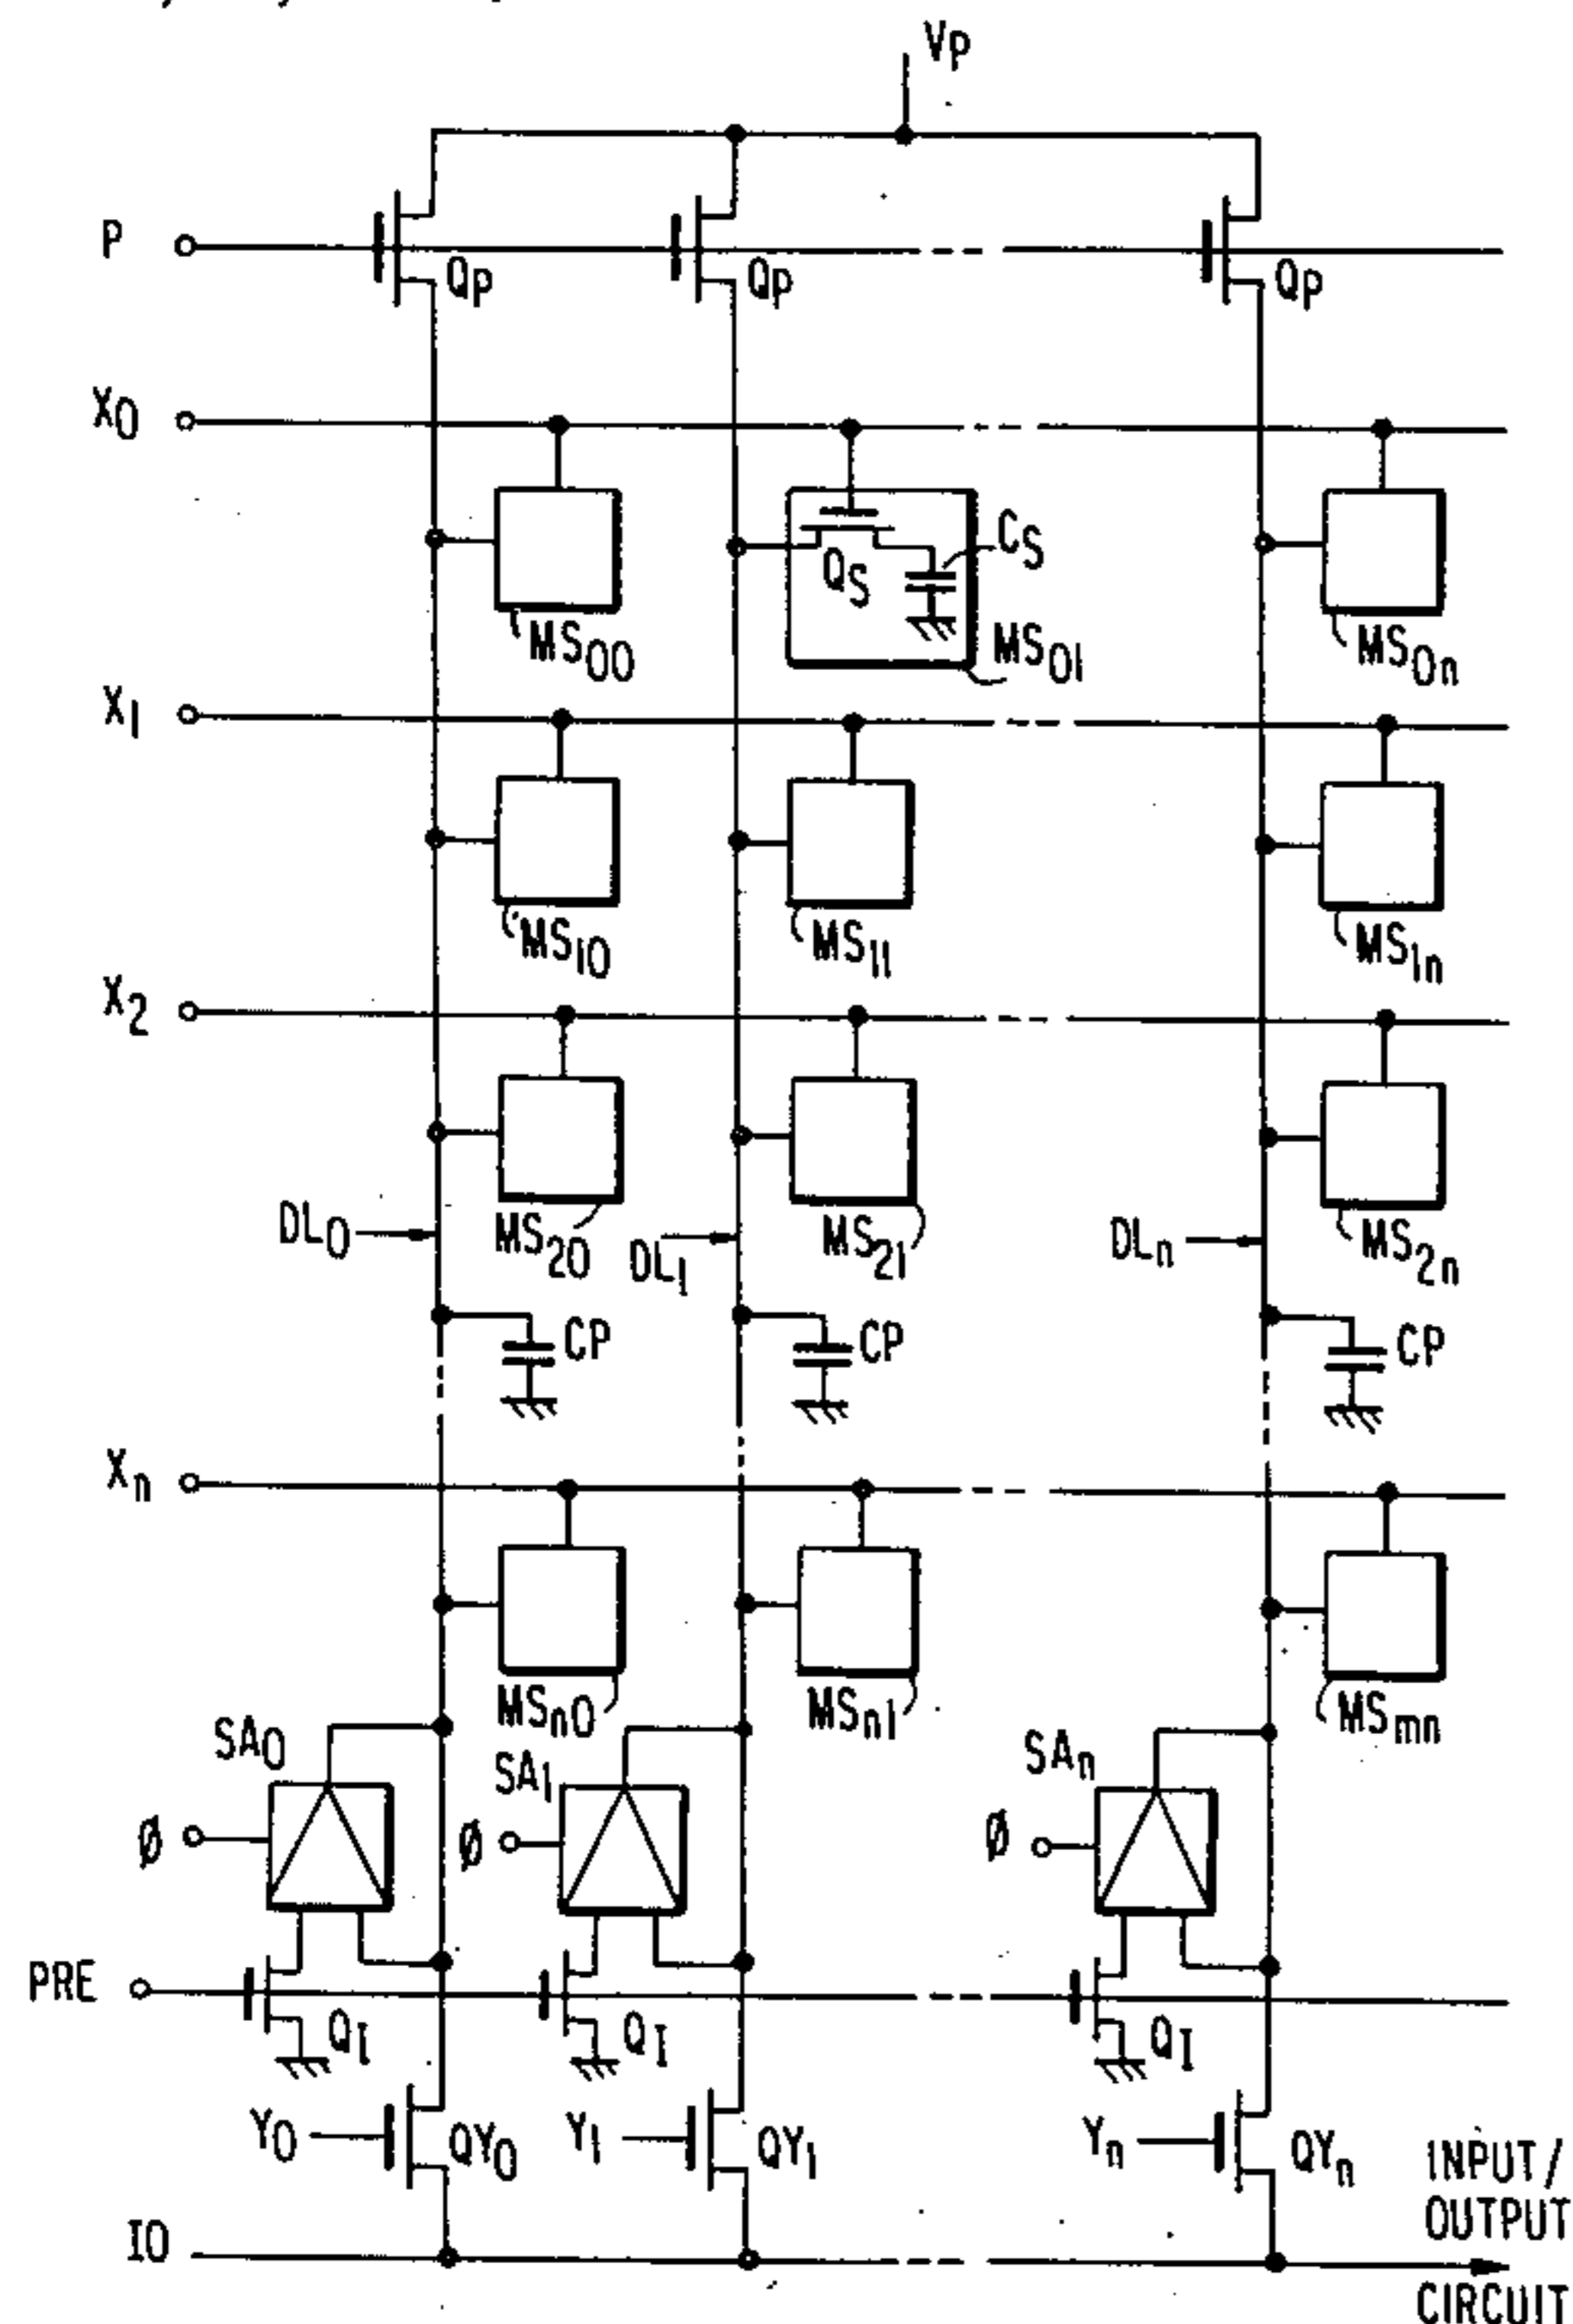 Vp
P
Qp
Qp
Qp
X0
QS
CS
MS00
MS01
MS0n
X1
MS10
MS11
MS1n
X2
DL0
MS20
DL1
MS21
DLn
MS2n
CP
CP
CP
Xn
MSn0
MSn1
MSmn
SA0
SA1
SAn
Ø
Ø
Ø
PRE
QI
QI
QI
Y0
QY0
Y1
QY1
Yn
QYn
INPUT/
OUTPUT
CIRCUIT
IO